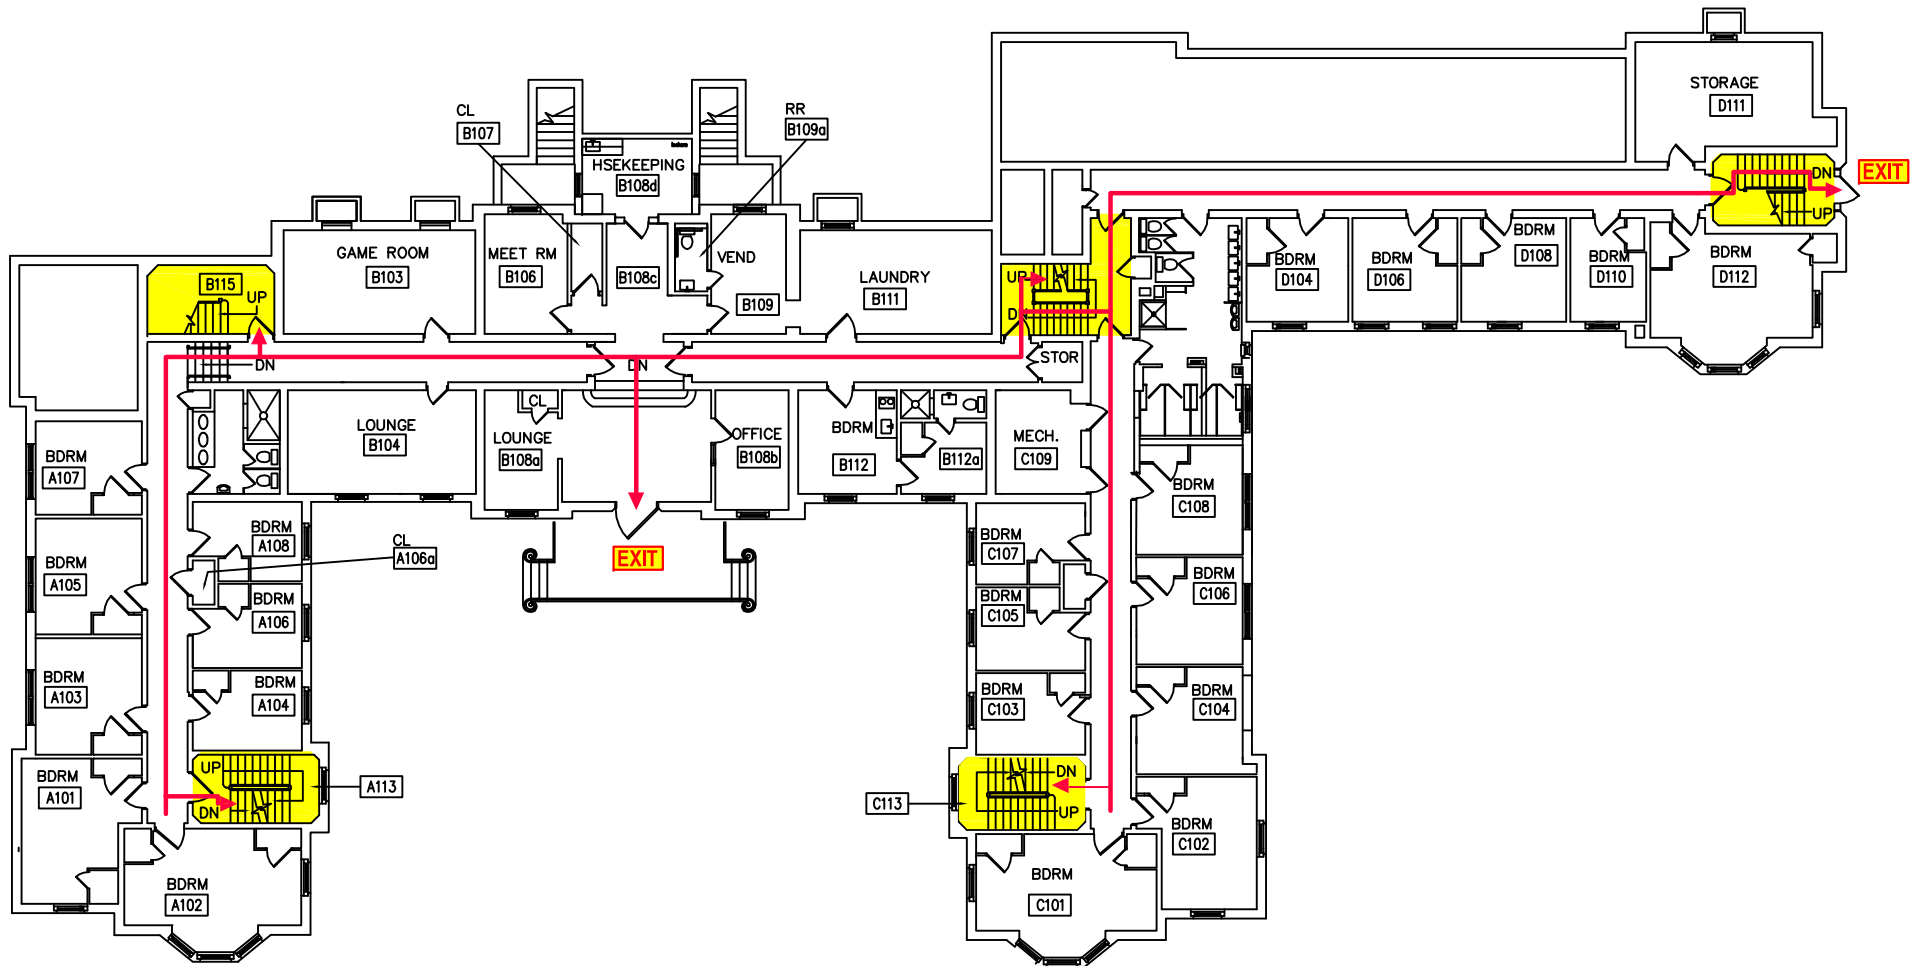 STORAGE
D111
CL
B107
RR
B109a
HSEKEEPING
B108d
DN
EXIT
UP
GAME ROOM
B103
MEET RM
B106
B108c
VEND
B109
LAUNDRY
B111
B115
UP
UP
DN
BDRM
D104
BDRM
D106
BDRM
D108
BDRM
D110
BDRM
D112
DN
DN
STOR
LOUNGE
B104
CL
LOUNGE
B108a
OFFICE
B108b
BDRM
B112
B112a
MECH.
C109
BDRM
A107
BDRM
A108
CL
A106a
EXIT
BDRM
C107
BDRM
C108
BDRM
A105
BDRM
A106
BDRM
C105
BDRM
C106
BDRM
A103
BDRM
A104
BDRM
C103
BDRM
C104
BDRM
A101
UP
DN
A113
C113
DN
UP
BDRM
C102
BDRM
A102
BDRM
C101